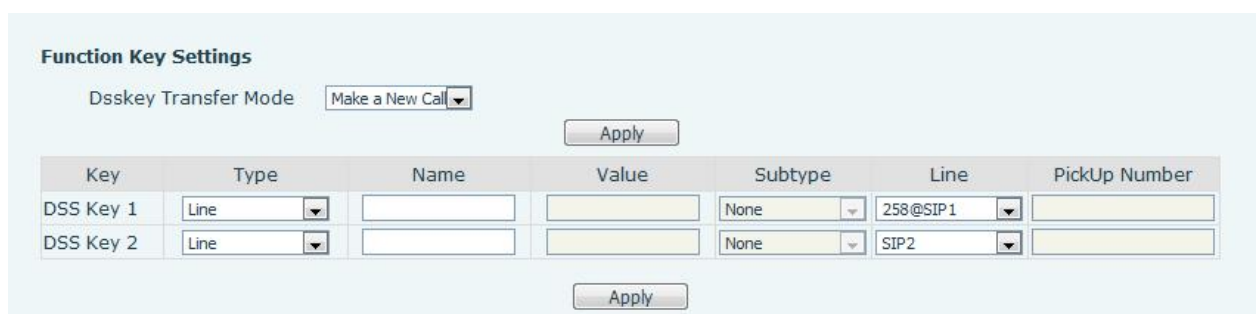 Function Key Settings
Dsskey Transfer Mode Make a New Call
Apply
Key Type Name Value Subtype Line PickUp Number
DSS Key 1 Line None 258@SIP1
DSS Key 2 Line None SIP2
Apply